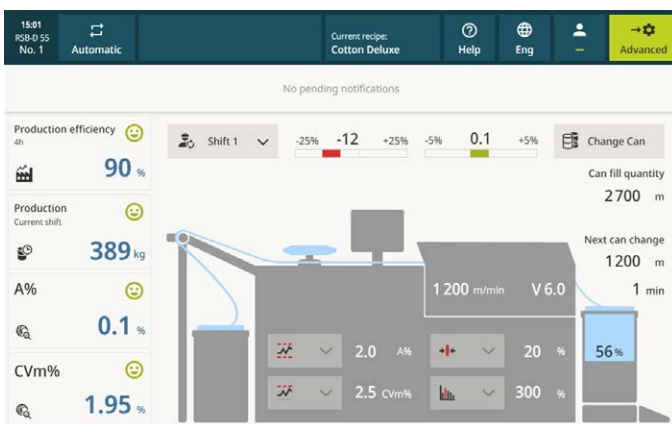 15:01
RSB-D 55
No. 1
Automatic
Current recipe:
Cotton Deluxe
Help
Eng
–
Advanced
No pending notifications
Production efficiency
4h
90 %
Shift 1
-25% -12 +25%
-5% 0.1 +5%
Change Can
Can fill quantity
2700 m
Production
Current shift
389 kg
Next can change
1200 m
1 min
A%
0.1 %
1200 m/min V 6.0
2.0 A%
20 %
56 %
CVm%
1.95 %
2.5 CVm%
300 %